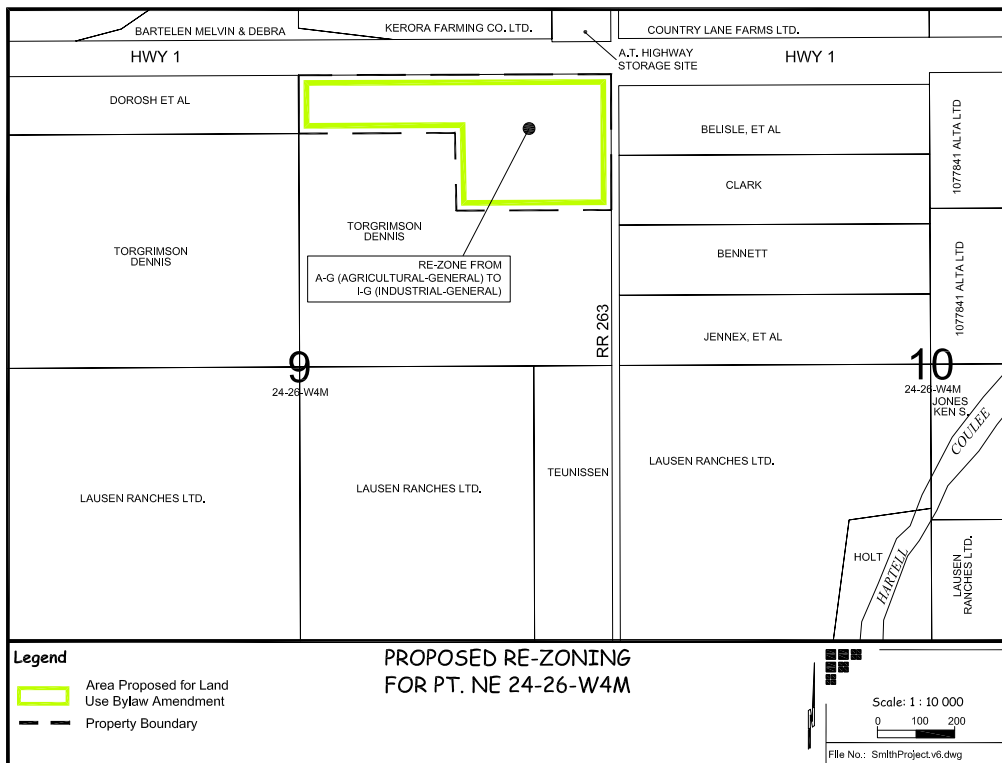 BARTELEN MELVIN & DEBRA
KERORA FARMING CO. LTD.
COUNTRY LANE FARMS LTD.
HWY 1
A.T. HIGHWAY
STORAGE SITE
HWY 1
DOROSH ET AL
BELISLE, ET AL
1077841 ALTA LTD
CLARK
TORGRIMSON
DENNIS
TORGRIMSON
DENNIS
BENNETT
1077841 ALTA LTD
RE-ZONE FROM
A-G (AGRICULTURAL-GENERAL) TO
I-G (INDUSTRIAL-GENERAL)
RR 263
JENNEX, ET AL
9
24-26-W4M
10
24-26-W4M
JONES
KEN S.
COULEE
LAUSEN RANCHES LTD.
LAUSEN RANCHES LTD.
TEUNISSEN
LAUSEN RANCHES LTD.
HOLT
HARTELL
LAUSEN
RANCHES LTD.
Legend
Area Proposed for Land
Use Bylaw Amendment
Property Boundary
PROPOSED RE-ZONING
FOR PT. NE 24-26-W4M
Scale: 1 : 10 000
0 100 200
File No.: SmithProject.v6.dwg